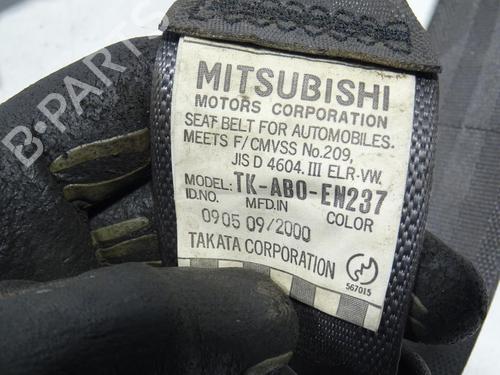 MITSUBISHI
MOTORS CORPORATION
SEAT BELT FOR AUTOMOBILES.
MEETS F/CMVSS No.209,
JIS D 4604. III ELR-VW.
MODEL: TK-AB0-EN237
ID.NO. MFD.IN COLOR
0905 09/2000
TAKATA CORPORATION
567015
B-PARTS